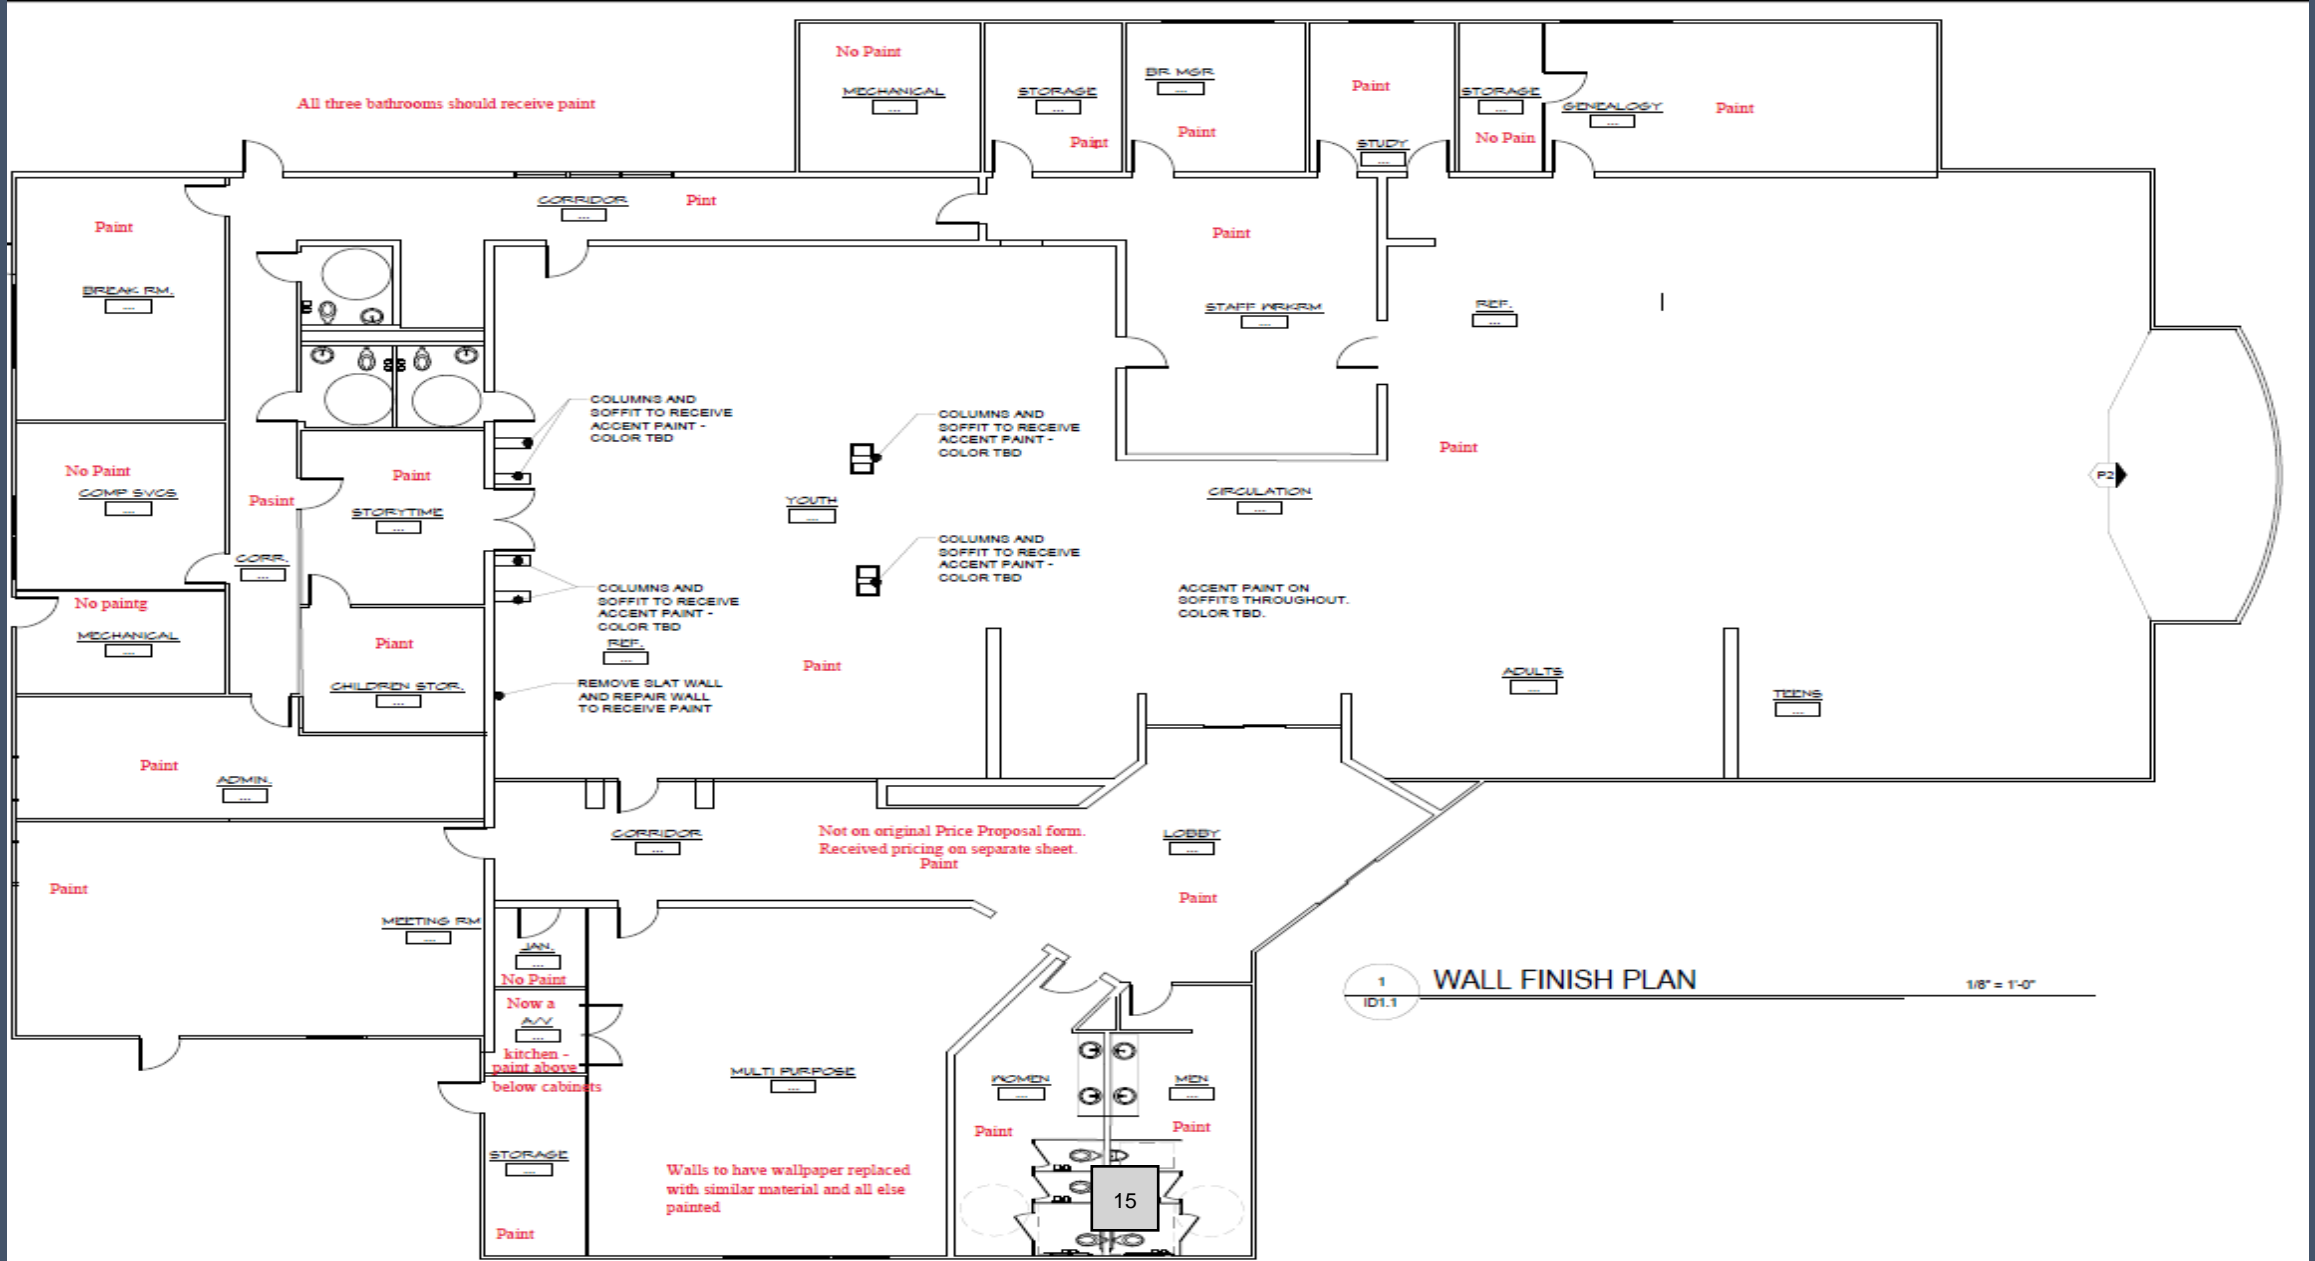 No Paint
MECHANICAL
...
STORAGE
...
Paint
BR MGR
...
Paint
Paint
STUDY
...
STORAGE
...
No Pain
GENEALOGY
...
Paint
All three bathrooms should receive paint
CORRIDOR
...
Pint
Paint
BREAK RM.
...
Paint
STAFF WRKRM
...
REF.
...
COLUMNS AND
SOFFIT TO RECEIVE
ACCENT PAINT -
COLOR TBD
COLUMNS AND
SOFFIT TO RECEIVE
ACCENT PAINT -
COLOR TBD
Paint
No Paint
COMP SVCS
...
Pasint
CORR.
...
Paint
STORYTIME
...
YOUTH
...
CIRCULATION
...
P2
COLUMNS AND
SOFFIT TO RECEIVE
ACCENT PAINT -
COLOR TBD
COLUMNS AND
SOFFIT TO RECEIVE
ACCENT PAINT -
COLOR TBD
ACCENT PAINT ON
SOFFITS THROUGHOUT.
COLOR TBD.
No paintg
MECHANICAL
...
Piant
CHILDREN STOR.
...
REF.
...
REMOVE SLAT WALL
AND REPAIR WALL
TO RECEIVE PAINT
Paint
ADULTS
...
TEENS
...
Paint
ADMIN.
...
CORRIDOR
...
Not on original Price Proposal form.
Received pricing on separate sheet.
Paint
LOBBY
...
Paint
Paint
MEETING RM
...
JAN.
...
No Paint
Now a
A/V
...
kitchen -
paint above
below cabinets
1
ID1.1
WALL FINISH PLAN
1/8" = 1'-0"
MULTI PURPOSE
...
WOMEN
...
Paint
MEN
...
Paint
STORAGE
...
Paint
Walls to have wallpaper replaced
with similar material and all else
painted
15